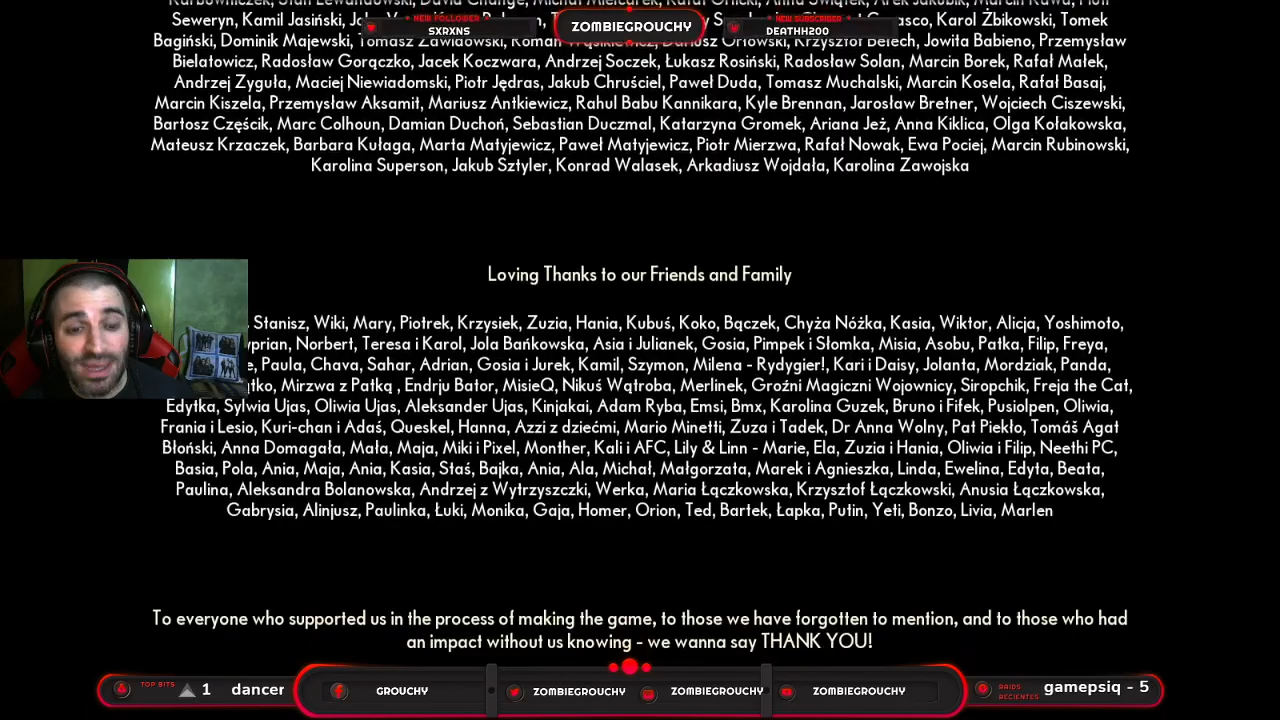 NEW FOLLOWER
SXRXNS
ZOMBIEGROUCHY
NEW SUBSCRIBER
DEATHH200
Seweryn, Kamil Jasiński, Karol Żbikowski, Tomek
Bagiński, Dominik Majewski, Tomasz Zawidowski, Roman Dariusz Orłowski, Krzysztof Betech, Jowita Babieno, Przemysław
Bielatowicz, Radosław Gorączko, Jacek Koczwara, Andrzej Soczek, Łukasz Rosiński, Radosław Solan, Marcin Borek, Rafał Małek,
Andrzej Zyguła, Maciej Niewiadomski, Piotr Jędras, Jakub Chruściel, Paweł Duda, Tomasz Muchalski, Marcin Kosela, Rafał Basaj,
Marcin Kiszela, Przemysław Aksamit, Mariusz Antkiewicz, Rahul Babu Kannikara, Kyle Brennan, Jarosław Bretner, Wojciech Ciszewski,
Bartosz Częścik, Marc Colhoun, Damian Duchoń, Sebastian Duczmal, Katarzyna Gromek, Ariana Jeż, Anna Kiklica, Olga Kołakowska,
Mateusz Krzaczek, Barbara Kułaga, Marta Matyjewicz, Paweł Matyjewicz, Piotr Mierzwa, Rafał Nowak, Ewa Pociej, Marcin Rubinowski,
Karolina Superson, Jakub Sztyler, Konrad Walasek, Arkadiusz Wojdała, Karolina Zawojska
Loving Thanks to our Friends and Family
Stanisz, Wiki, Mary, Piotrek, Krzysiek, Zuzia, Hania, Kubuś, Koko, Bączek, Chyża Nóżka, Kasia, Wiktor, Alicja, Yoshimoto,
yprian, Norbert, Teresa i Karol, Jola Bańkowska, Asia i Julianek, Gosia, Pimpek i Słomka, Misia, Asobu, Patka, Filip, Freya,
Paula, Chava, Sahar, Adrian, Gosia i Jurek, Kamil, Szymon, Milena - Rydygier!, Kari i Daisy, Jolanta, Mordziak, Panda,
ątko, Mirzwa z Patką , Endrju Bator, MisieQ, Nikuś Wątroba, Merlinek, Groźni Magiczni Wojownicy, Siropchik, Freja the Cat,
Edytka, Sylwia Ujas, Oliwia Ujas, Aleksander Ujas, Kinjakai, Adam Ryba, Emsi, Bmx, Karolina Guzek, Bruno i Fifek, Pusiolpen, Oliwia,
Frania i Lesio, Kuri-chan i Adaś, Queskel, Hanna, Azzi z dziećmi, Mario Minetti, Zuza i Tadek, Dr Anna Wolny, Pat Piekło, Tomáš Agat
Błoński, Anna Domagała, Mała, Maja, Miki i Pixel, Monther, Kali i AFC, Lily & Linn - Marie, Ela, Zuzia i Hania, Oliwia i Filip, Neethi PC,
Basia, Pola, Ania, Maja, Ania, Kasia, Staś, Bajka, Ania, Ala, Michał, Małgorzata, Marek i Agnieszka, Linda, Ewelina, Edyta, Beata,
Paulina, Aleksandra Bolanowska, Andrzej z Wytrzyszczki, Werka, Maria Łączkowska, Krzysztof Łączkowski, Anusia Łączkowska,
Gabrysia, Alinjusz, Paulinka, Łuki, Monika, Gaja, Homer, Orion, Ted, Bartek, Łapka, Putin, Yeti, Bonzo, Livia, Marlen
To everyone who supported us in the process of making the game, to those we have forgotten to mention, and to those who had
an impact without us knowing - we wanna say THANK YOU!
TOP BITS
1 dancer
GROUCHY
ZOMBIEGROUCHY
ZOMBIEGROUCHY
ZOMBIEGROUCHY
RAIDS
RECIENTES
gamepsiq - 5